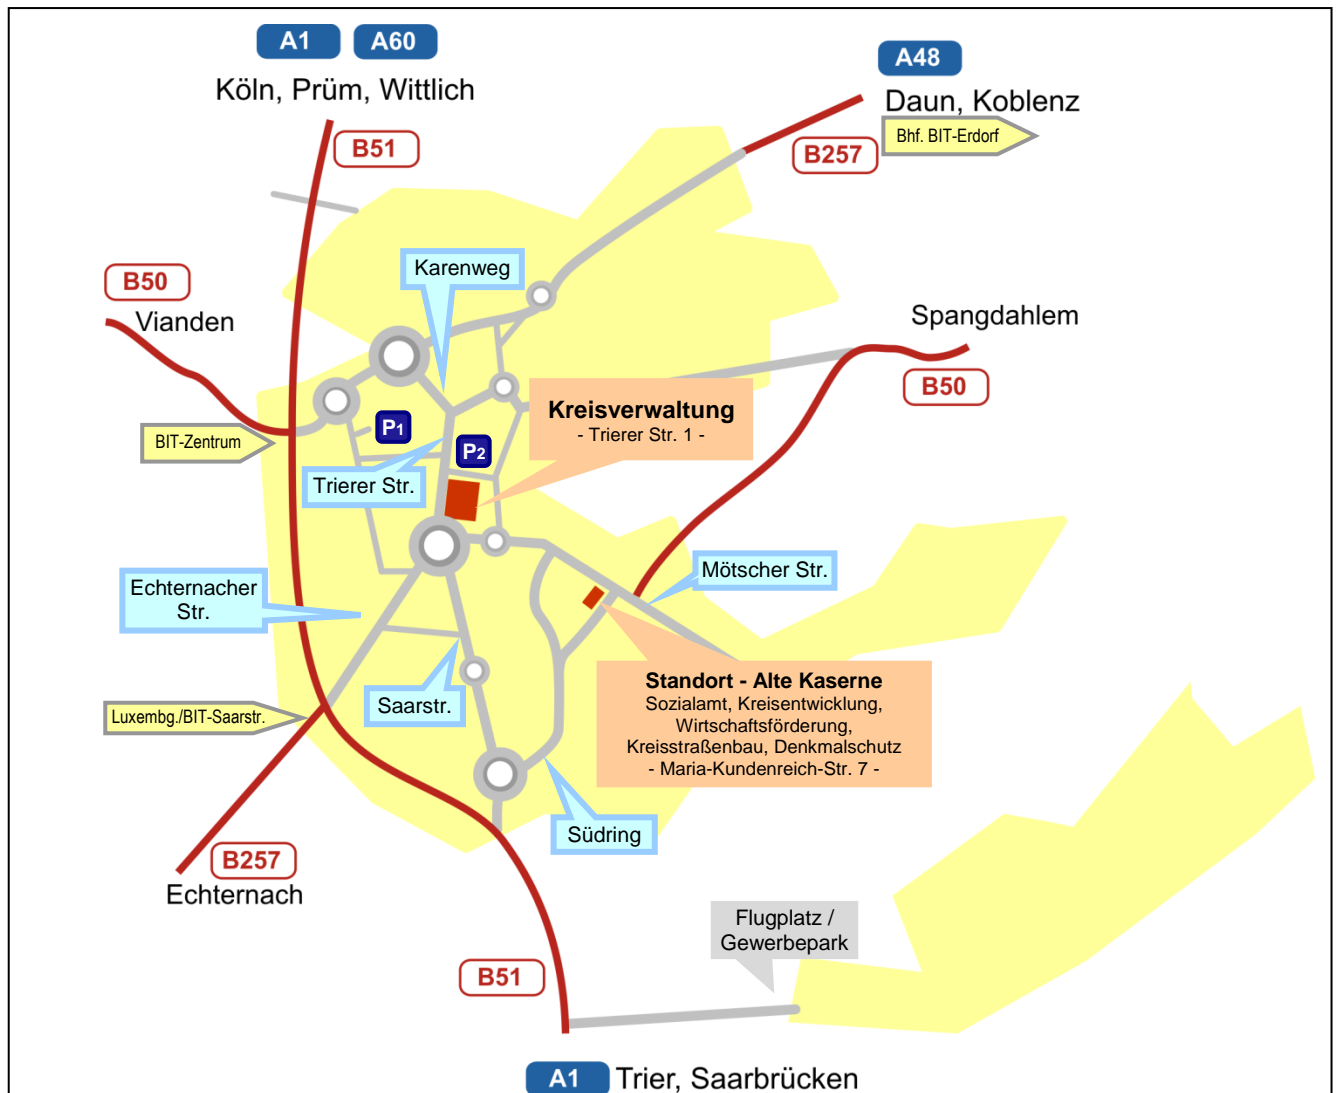 A1
A60
Köln, Prüm, Wittlich
A48
Daun, Koblenz
Bhf. BIT-Erdorf
B51
B257
Karenweg
B50
Vianden
Spangdahlem
B50
Kreisverwaltung
- Trierer Str. 1 -
P1
P2
BIT-Zentrum
Trierer Str.
Mötscher Str.
Echternacher
Str.
Standort - Alte Kaserne
Sozialamt, Kreisentwicklung,
Wirtschaftsförderung,
Kreisstraßenbau, Denkmalschutz
- Maria-Kundenreich-Str. 7 -
Saarstr.
Luxembg./BIT-Saarstr.
Südring
B257
Echternach
Flugplatz /
Gewerbepark
B51
A1
Trier, Saarbrücken